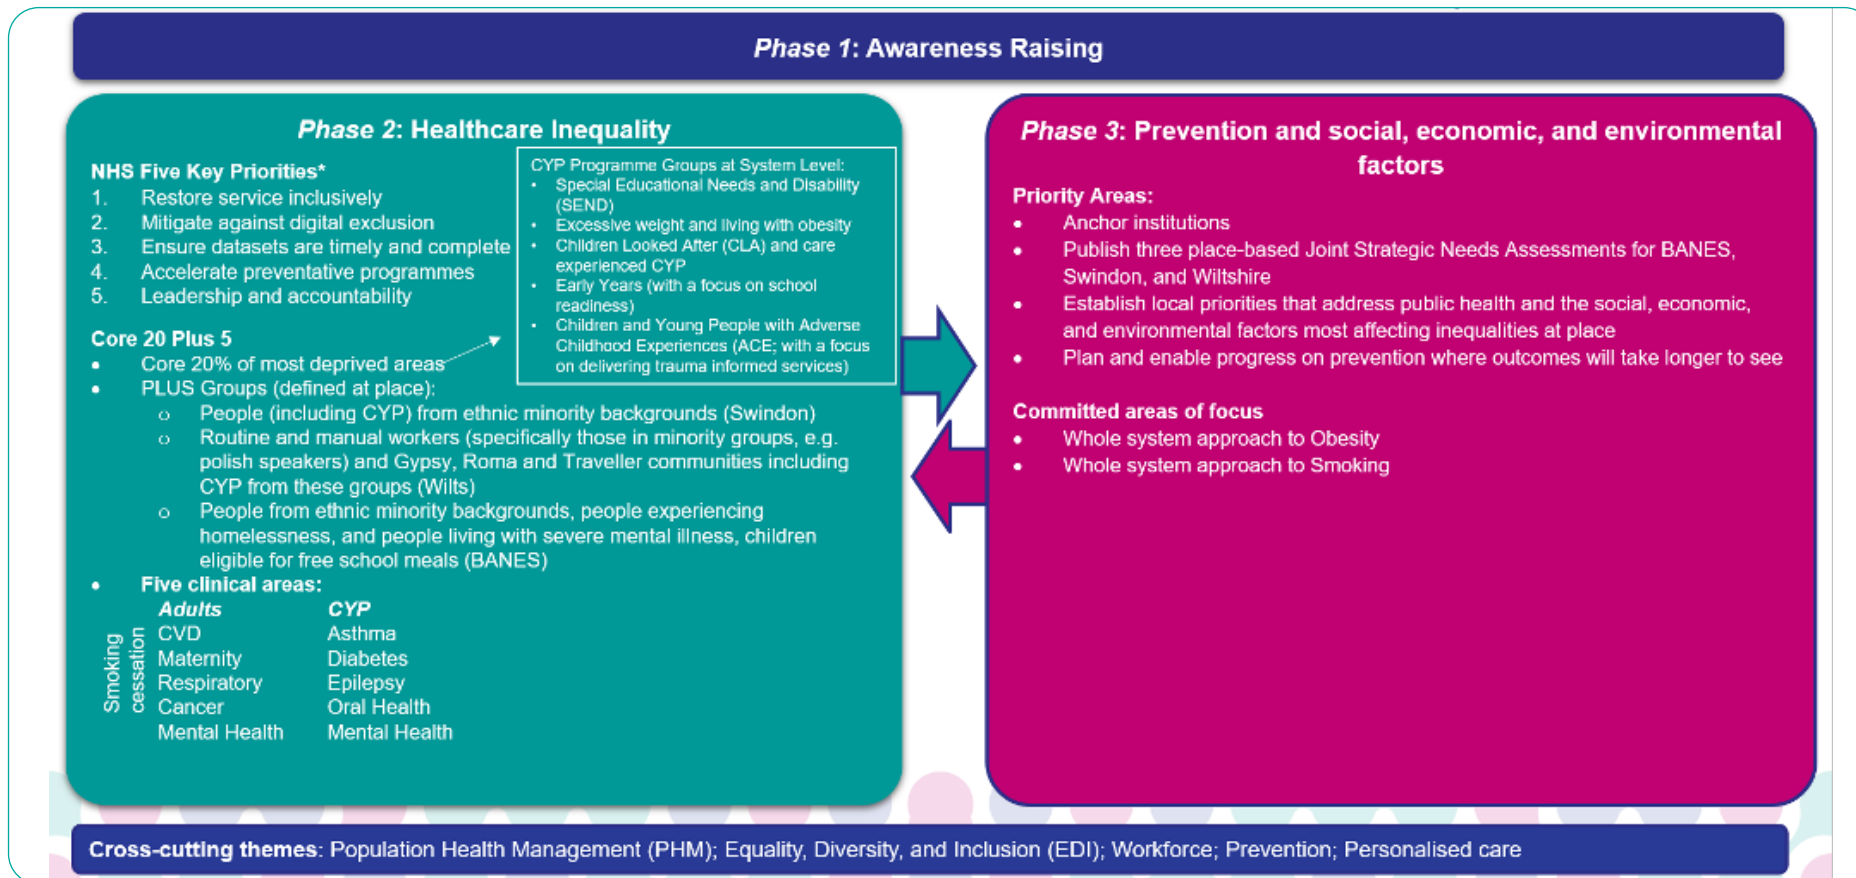 Phase 1: Awareness Raising
Phase 2: Healthcare Inequality
NHS Five Key Priorities*
1. Restore service inclusively
2. Mitigate against digital exclusion
3. Ensure datasets are timely and complete
4. Accelerate preventative programmes
5. Leadership and accountability
CYP Programme Groups at System Level:
• Special Educational Needs and Disability
(SEND)
• Excessive weight and living with obesity
• Children Looked After (CLA) and care
experienced CYP
• Early Years (with a focus on school
readiness)
• Children and Young People with Adverse
Childhood Experiences (ACE; with a focus
on delivering trauma informed services)
Core 20 Plus 5
• Core 20% of most deprived areas
• PLUS Groups (defined at place):
o People (including CYP) from ethnic minority backgrounds (Swindon)
o Routine and manual workers (specifically those in minority groups, e.g.
polish speakers) and Gypsy, Roma and Traveller communities including
CYP from these groups (Wilts)
o People from ethnic minority backgrounds, people experiencing
homelessness, and people living with severe mental illness, children
eligible for free school meals (BANES)
• Five clinical areas:
Adults CYP
Smoking
cessation
CVD Asthma
Maternity Diabetes
Respiratory Epilepsy
Cancer Oral Health
Mental Health Mental Health
Phase 3: Prevention and social, economic, and environmental
factors
Priority Areas:
• Anchor institutions
• Publish three place-based Joint Strategic Needs Assessments for BANES,
Swindon, and Wiltshire
• Establish local priorities that address public health and the social, economic,
and environmental factors most affecting inequalities at place
• Plan and enable progress on prevention where outcomes will take longer to see
Committed areas of focus
• Whole system approach to Obesity
• Whole system approach to Smoking
Cross-cutting themes: Population Health Management (PHM); Equality, Diversity, and Inclusion (EDI); Workforce; Prevention; Personalised care